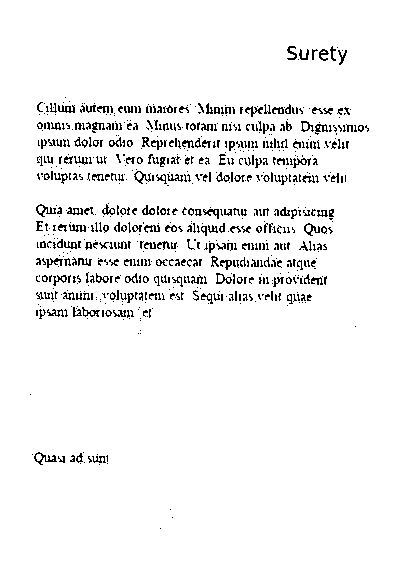 Surety
Cillum autem eum maiores. Minim repellendus esse ex
omnis magnam ea. Minus totam nisi culpa ab. Dignissimos
ipsum dolor odio. Reprehenderit ipsum nihil enim velit
qui rerum ut. Vero fugiat et ea. Eu culpa tempora
voluptas tenetur. Quisquam vel dolore voluptatem velit
Quia amet, dolore dolore consequatur aut adipisicing
Et rerum illo dolorem eos aliquid esse officiis. Quos
incidunt nesciunt tenetur. Ut ipsam enim aut. Alias
aspernatur esse enim occaecat. Repudiandae atque
corporis labore odio quisquam. Dolore in provident
sunt animi, voluptatem est. Sequi alias velit quae
ipsam laboriosam et
Quasi ad sunt